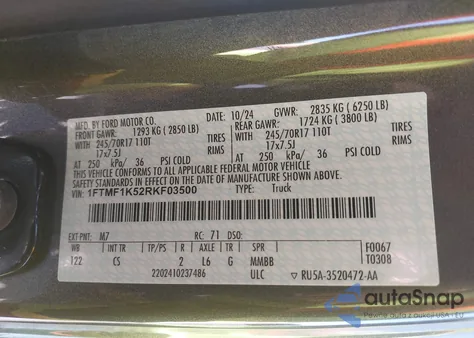 MFD. BY FORD MOTOR CO. DATE: 10/24 GVWR: 2835 KG ( 6250 LB)
FRONT GAWR: 1293 KG ( 2850 LB) REAR GAWR: 1724 KG ( 3800 LB)
WITH TIRES WITH TIRES
245/70R17 110T 245/70R17 110T
17x7.5J 17x7.5J
AT 250 kPa/ 36 PSI COLD AT 250 kPa/ 36 PSI COLD
THIS VEHICLE CONFORMS TO ALL APPLICABLE FEDERAL MOTOR
VEHICLE SAFETY STANDARDS IN EFFECT ON THE DATE OF MANUFACTURE
SHOWN ABOVE.
VIN: 1FTMF1K52RKF03500 TYPE: Truck
EXT-PNT: M7 RC: 71 DSO:
WB INT TR TP/PS R AXLE TR SPR F0067
122 CS 2 L6 G MMBB T0308
2202410237486 ULC RU5A-3520472-AA
autoSnap
Pewne auto z USA